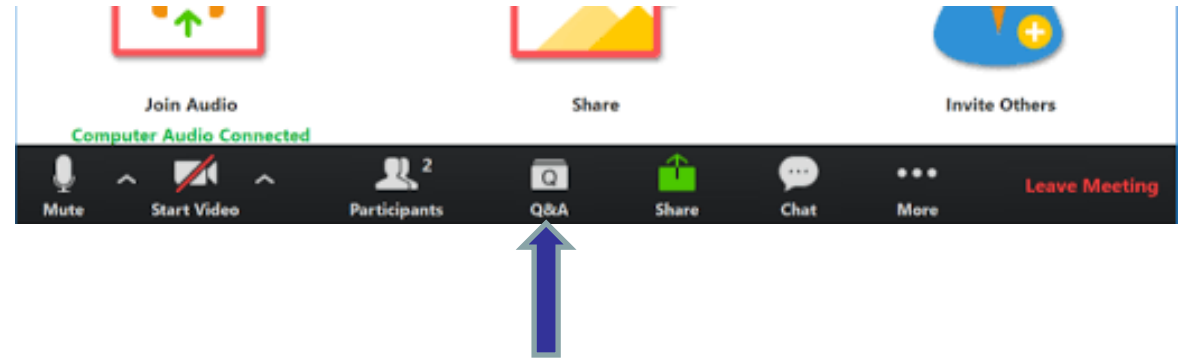 Join Audio
Share
Invite Others
Computer Audio Connected
2
Q
Mute
Start Video
Participants
Q&A
Share
Chat
More
Leave Meeting